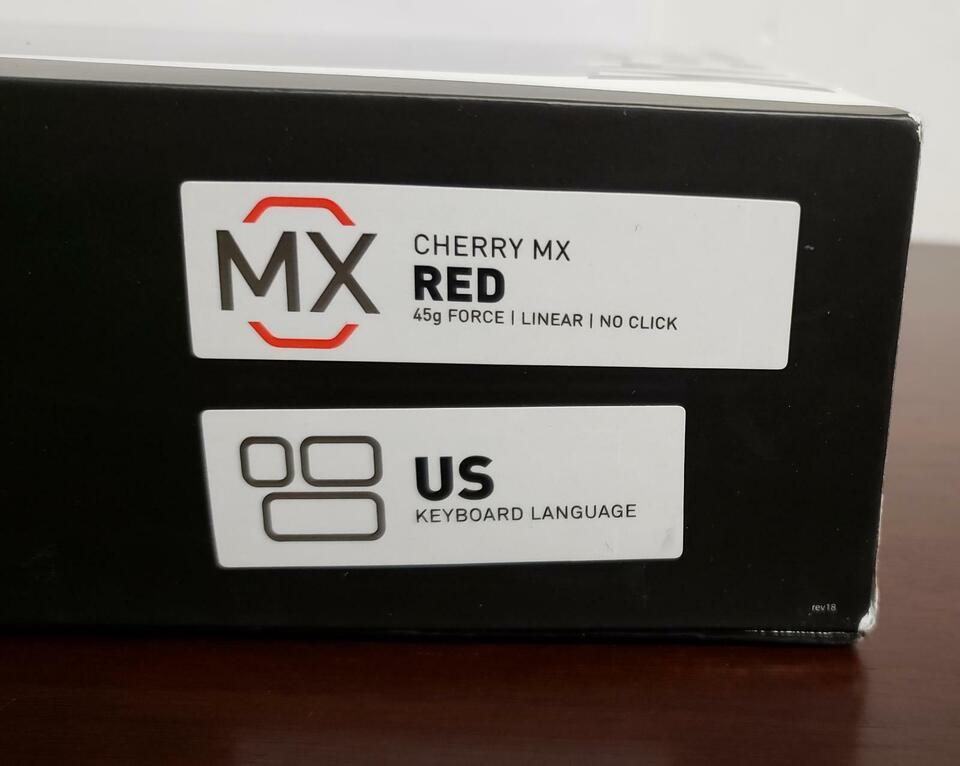 MX
CHERRY MX
RED
45g FORCE | LINEAR | NO CLICK
US
KEYBOARD LANGUAGE
rev18